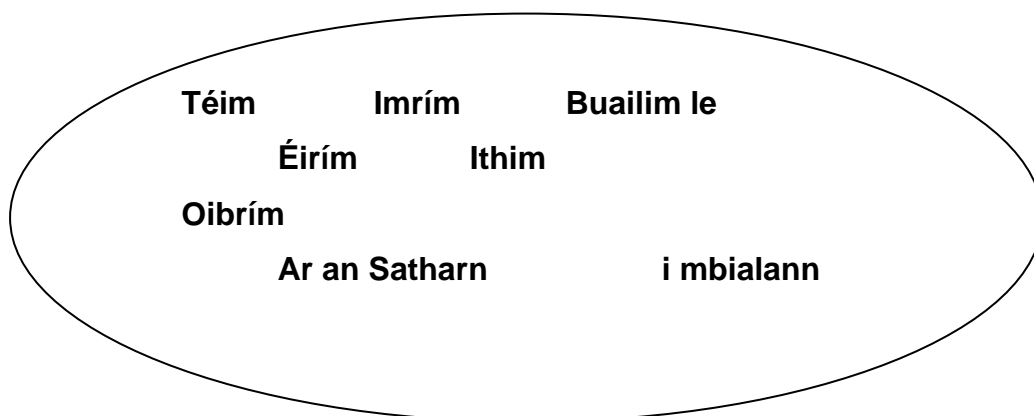 Téim Imrím Buailim le
Éirím Ithim
Oibrím
Ar an Satharn i mbialann